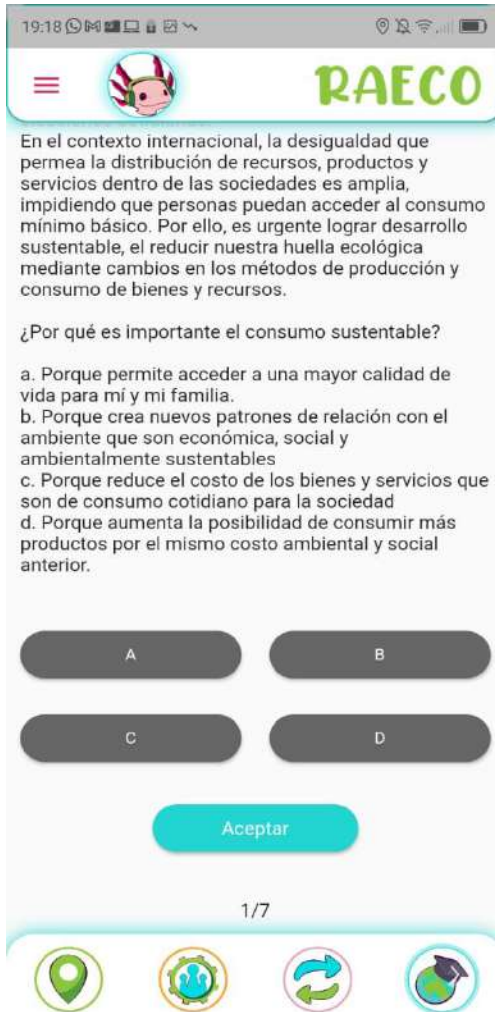 19:18
RAECO
En el contexto internacional, la desigualdad que
permea la distribución de recursos, productos y
servicios dentro de las sociedades es amplia,
impidiendo que personas puedan acceder al consumo
mínimo básico. Por ello, es urgente lograr desarrollo
sustentable, el reducir nuestra huella ecológica
mediante cambios en los métodos de producción y
consumo de bienes y recursos.
¿Por qué es importante el consumo sustentable?
a. Porque permite acceder a una mayor calidad de
vida para mí y mi familia.
b. Porque crea nuevos patrones de relación con el
ambiente que son económica, social y
ambientalmente sustentables
c. Porque reduce el costo de los bienes y servicios que
son de consumo cotidiano para la sociedad
d. Porque aumenta la posibilidad de consumir más
productos por el mismo costo ambiental y social
anterior.
A
B
C
D
Aceptar
1/7